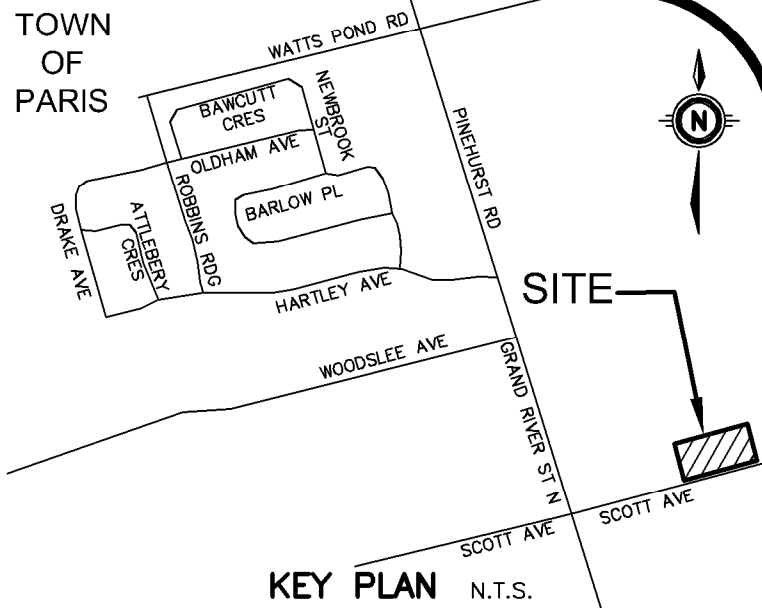 TOWN
OF
PARIS
WATTS POND RD
N
BAWCUTT
CRES
NEWBROOK
ST
PINEHURST RD
OLDHAM AVE
ROBBINS RDG
BARLOW PL
DRAKE AVE
ATTLEBERY
CRES
HARTLEY AVE
SITE
WOODSLEE AVE
GRAND RIVER ST N
SCOTT AVE
SCOTT AVE
KEY PLAN N.T.S.